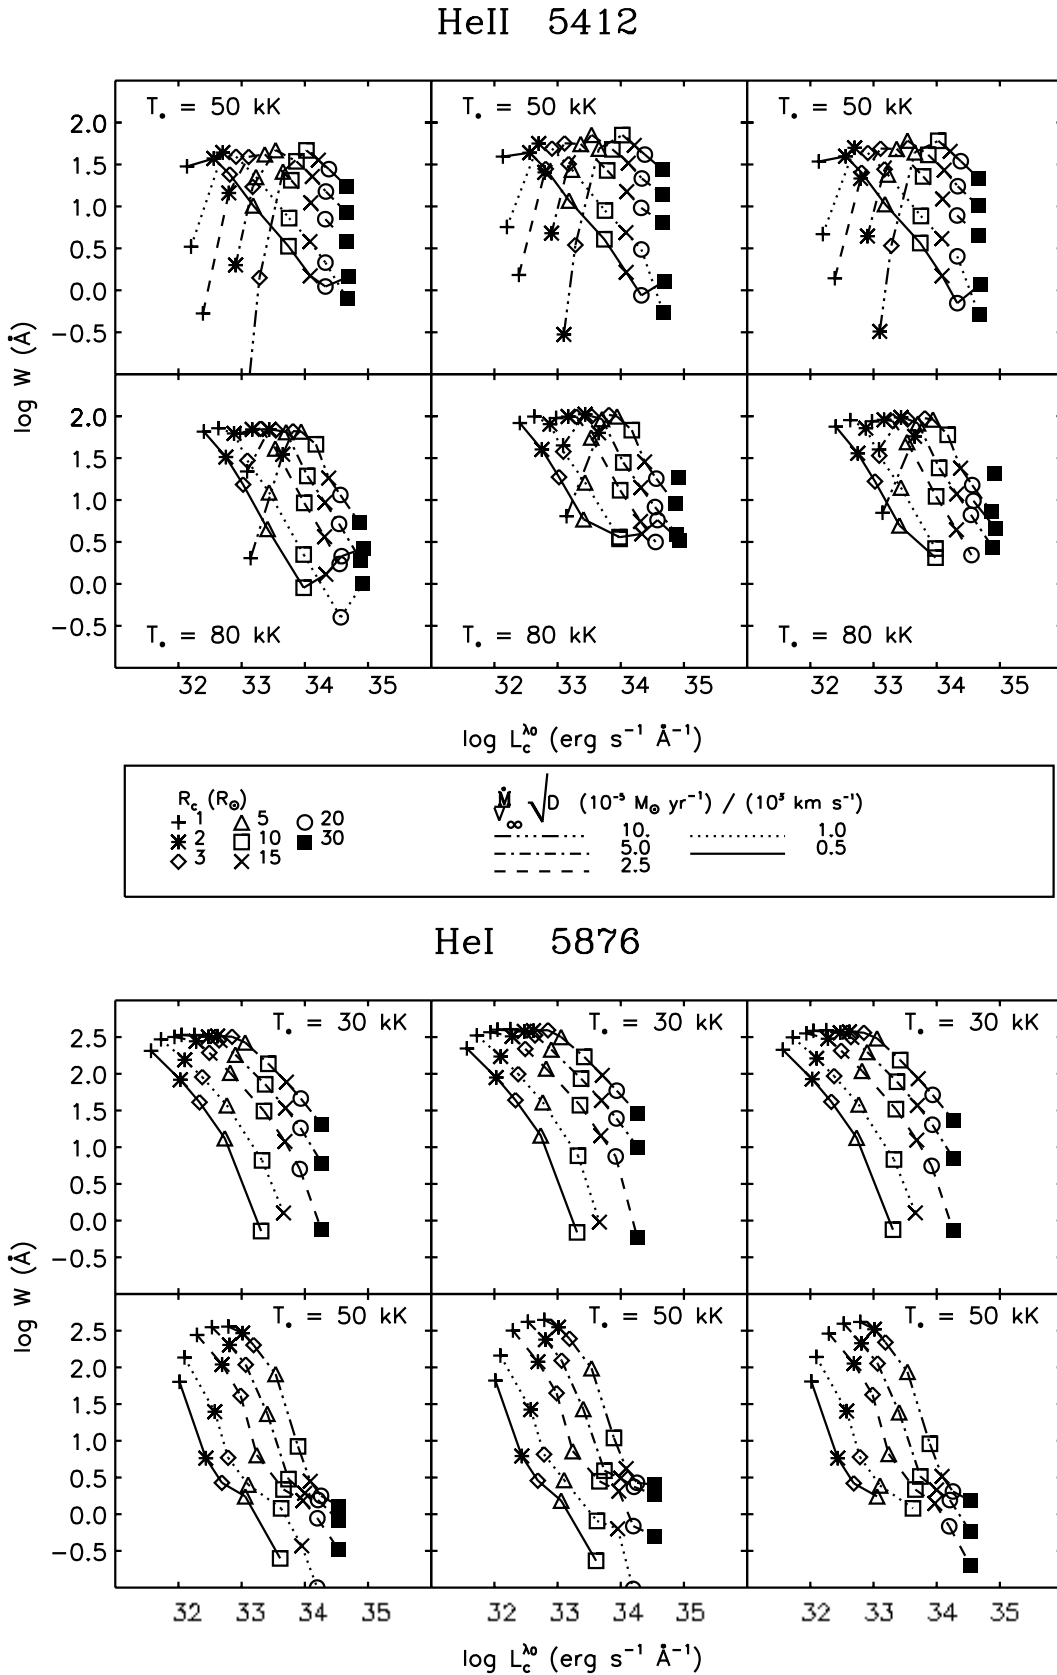 HeII 5412
T* = 50 kK
T* = 50 kK
T* = 50 kK
2.0
1.5
1.0
0.5
0.0
−0.5
log W (Å)
2.0
1.5
1.0
0.5
0.0
−0.5
T* = 80 kK
T* = 80 kK
T* = 80 kK
32 33 34 35
32 33 34 35
32 33 34 35
log L_c^λ0 (erg s⁻¹ Å⁻¹)
R_c (R_⊙)
+ 1 △ 5 ○ 20
✳ 2 □ 10 ■ 30
◇ 3 × 15
Ṁ / v_∞ √D (10⁻⁵ M_⊙ yr⁻¹) / (10³ km s⁻¹)
10. 1.0
5.0 0.5
2.5
HeI 5876
T* = 30 kK
T* = 30 kK
T* = 30 kK
2.5
2.0
1.5
1.0
0.5
0.0
−0.5
log W (Å)
T* = 50 kK
T* = 50 kK
T* = 50 kK
2.5
2.0
1.5
1.0
0.5
0.0
−0.5
32 33 34 35
32 33 34 35
32 33 34 35
log L_c^λ0 (erg s⁻¹ Å⁻¹)